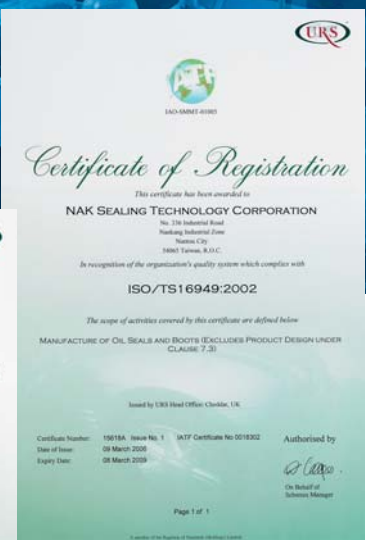 URS
IATF
IAO-SMMT-01005
Certificate of Registration
This certificate has been awarded to
NAK SEALING TECHNOLOGY CORPORATION
No. 336 Industrial Road
Nankang Industrial Zone
Nantou City
54065 Taiwan, R.O.C.
In recognition of the organization's quality system which complies with
ISO/TS16949:2002
The scope of activities covered by this certificate are defined below
MANUFACTURE OF OIL SEALS AND BOOTS (EXCLUDES PRODUCT DESIGN UNDER
CLAUSE 7.3)
Issued by URS Head Office: Cheddar, UK
Certificate Number: 15618A Issue No. 1 IATF Certificate No 0018302
Date of Issue: 09 March 2006
Expiry Date: 08 March 2009
Authorised by
On Behalf of
Schemes Manager
Page 1 of 1